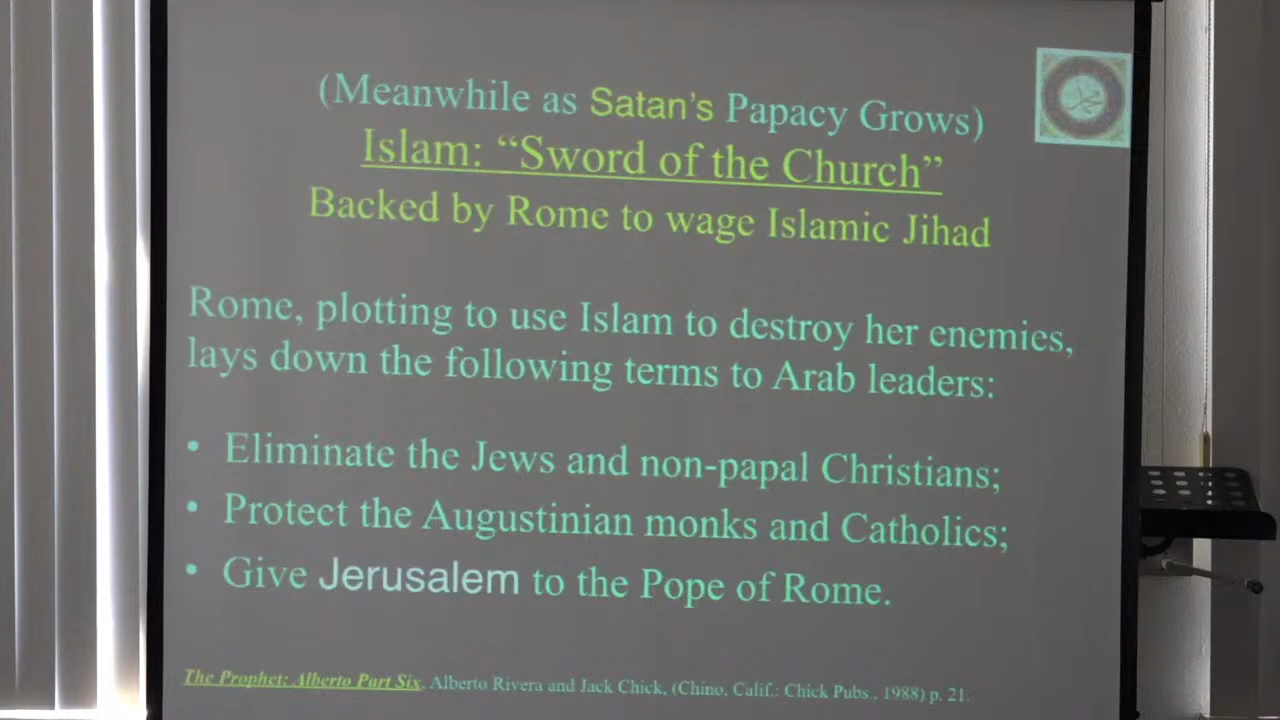 (Meanwhile as Satan's Papacy Grows)
Islam: “Sword of the Church”
Backed by Rome to wage Islamic Jihad
Rome, plotting to use Islam to destroy her enemies,
lays down the following terms to Arab leaders:
• Eliminate the Jews and non-papal Christians;
• Protect the Augustinian monks and Catholics;
• Give Jerusalem to the Pope of Rome.
The Prophet: Alberto Part Six, Alberto Rivera and Jack Chick, (Chino, Calif.: Chick Pubs., 1988) p. 21.